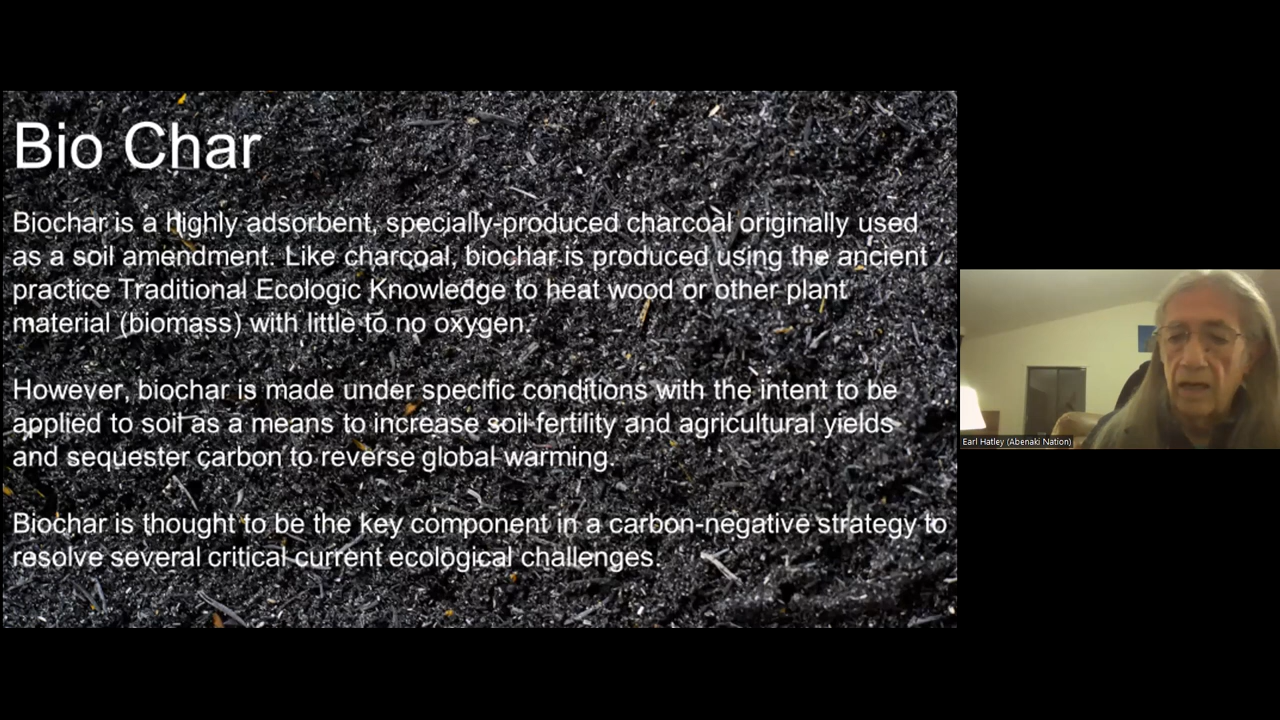 Bio Char
Biochar is a highly adsorbent, specially-produced charcoal originally used
as a soil amendment. Like charcoal, biochar is produced using the ancient
practice Traditional Ecologic Knowledge to heat wood or other plant
material (biomass) with little to no oxygen.
However, biochar is made under specific conditions with the intent to be
applied to soil as a means to increase soil fertility and agricultural yields
and sequester carbon to reverse global warming.
Biochar is thought to be the key component in a carbon-negative strategy to
resolve several critical current ecological challenges.
Earl Hatley (Abenaki Nation)